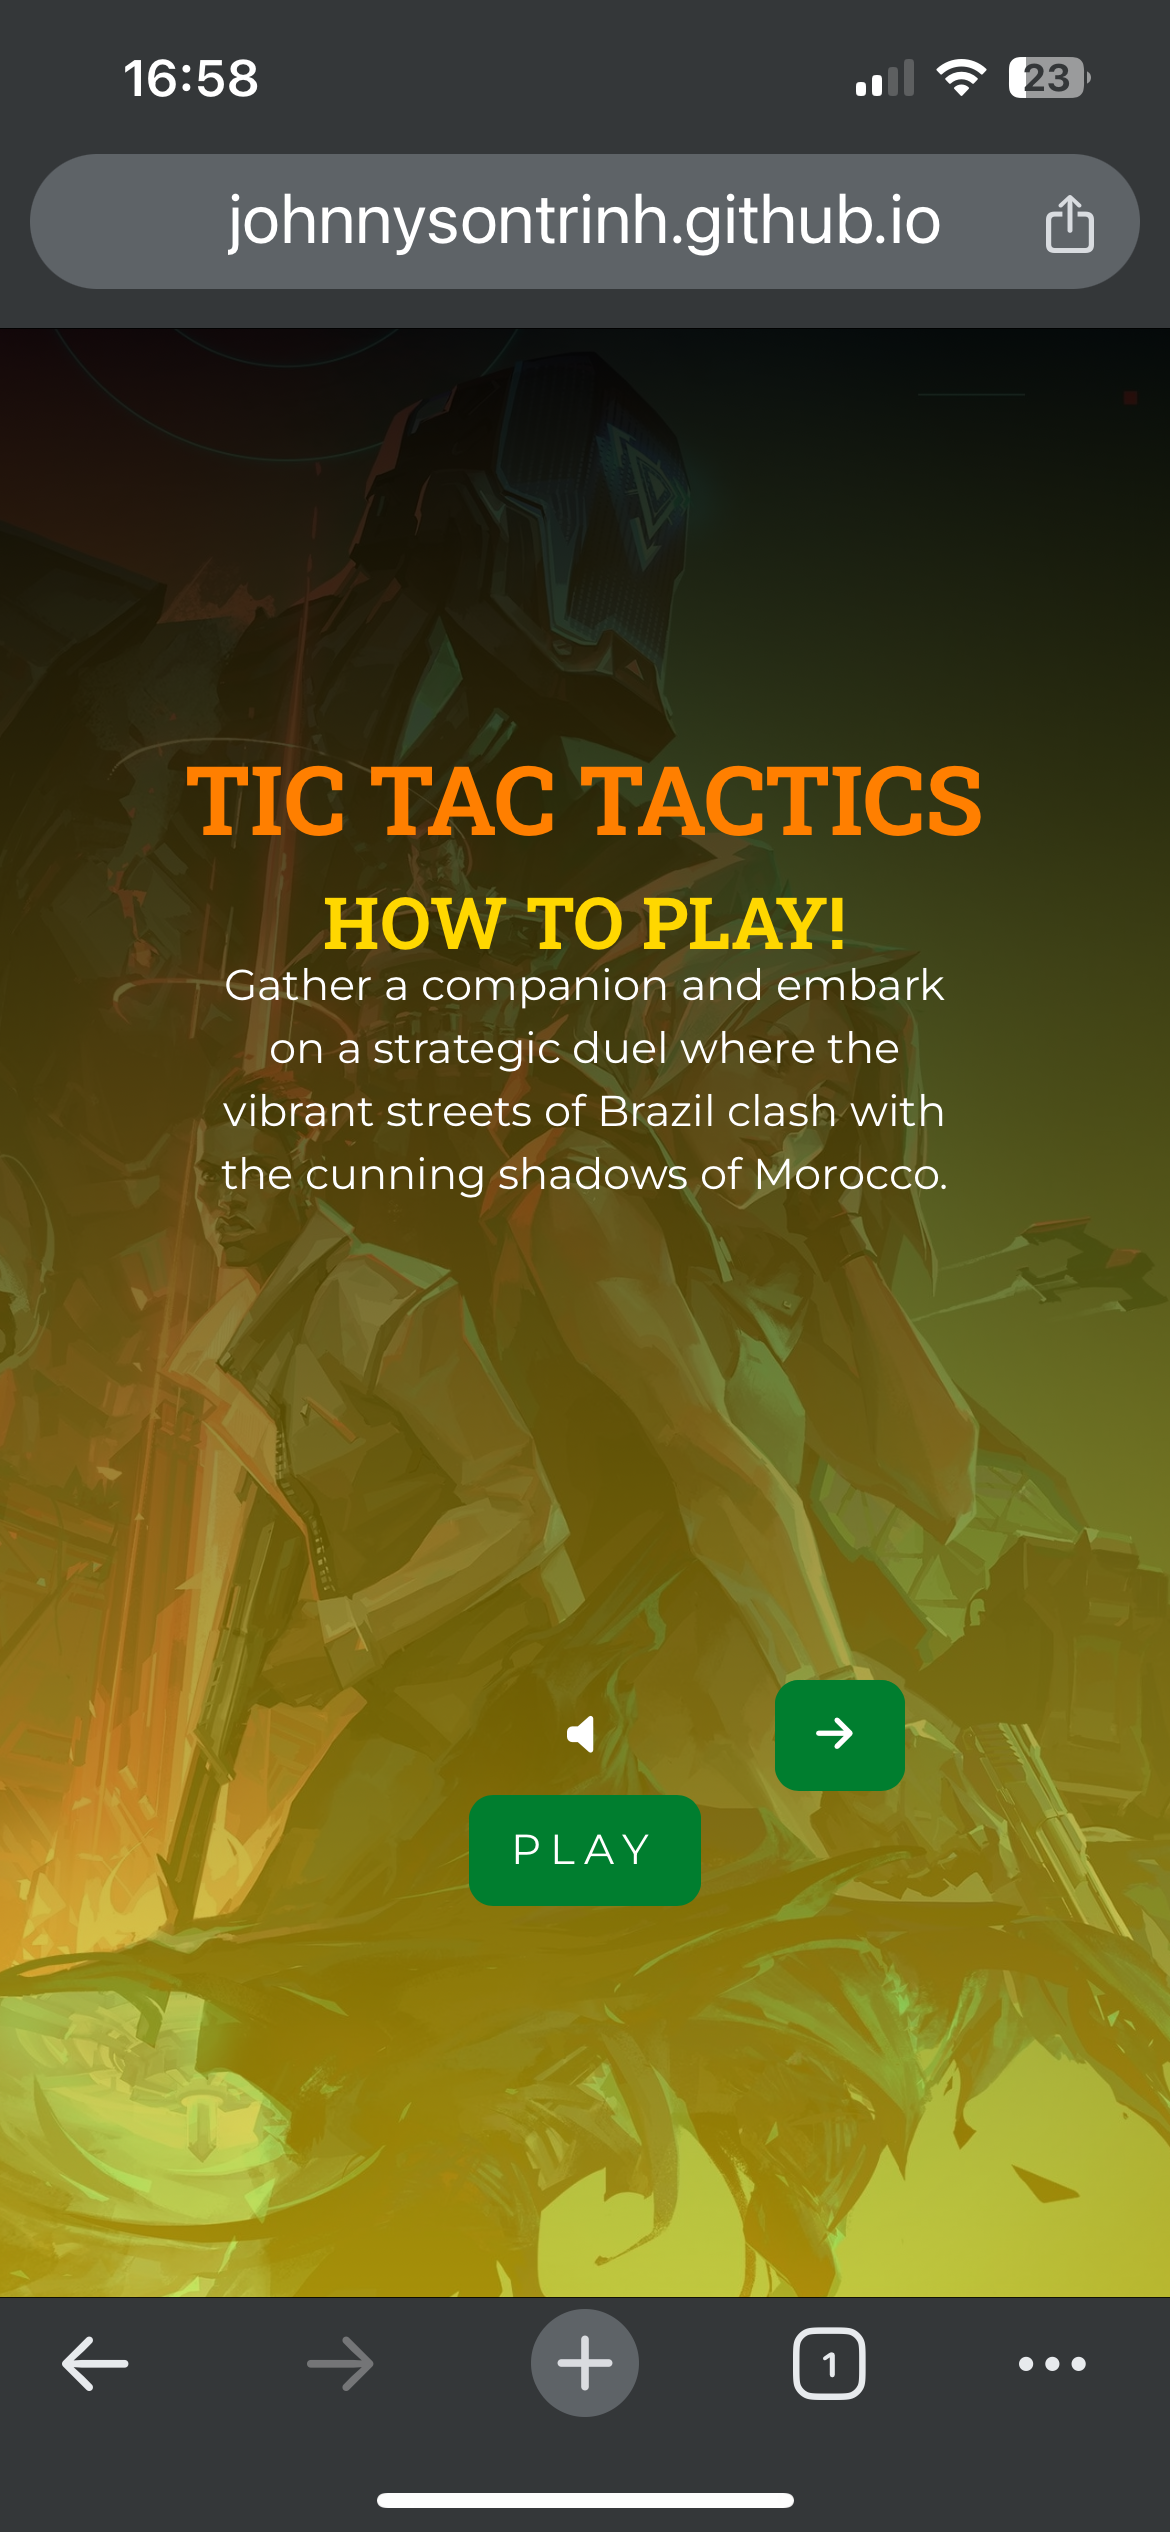 16:58
23
johnnysontrinh.github.io
TIC TAC TACTICS
HOW TO PLAY!
Gather a companion and embark
on a strategic duel where the
vibrant streets of Brazil clash with
the cunning shadows of Morocco.
PLAY
1